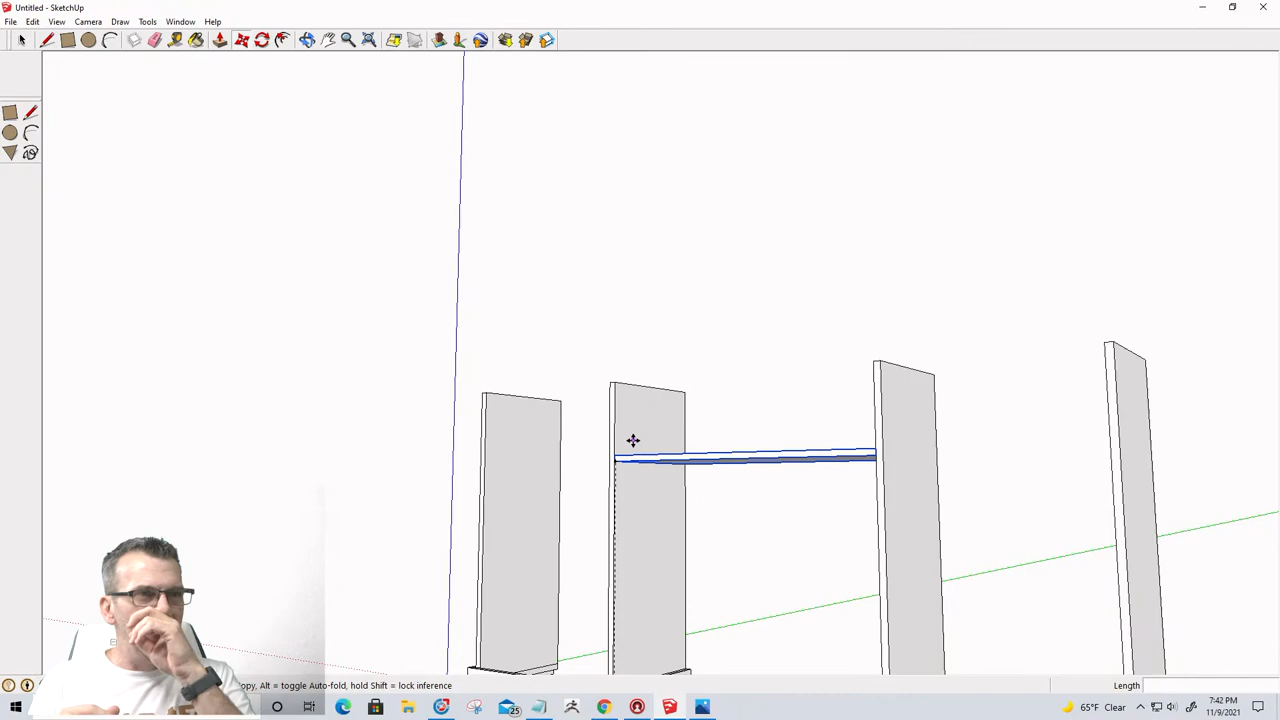 Untitled - SketchUp
File Edit View Camera Draw Tools Window Help
opy, Alt = toggle Auto-fold, hold Shift = lock inference
Length
25
65°F Clear
7:42 PM
11/9/2021